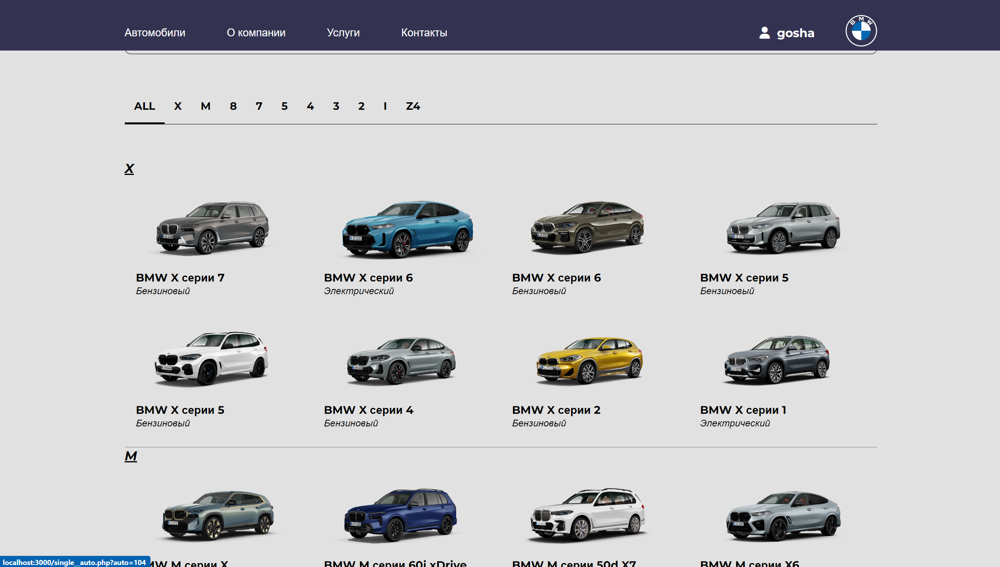 Автомобили О компании Услуги Контакты gosha BMW
ALL X M 8 7 5 4 3 2 I Z4
X
BMW X серии 7 BMW X серии 6 BMW X серии 6 BMW X серии 5
Бензиновый Электрический Бензиновый Бензиновый
BMW X серии 5 BMW X серии 4 BMW X серии 2 BMW X серии 1
Бензиновый Бензиновый Бензиновый Электрический
M
MW M серии X BMW M серии 60i xDrive BMW M серии 50d X7 BMW M серии X6
localhost:3000/single__auto.php?auto=104